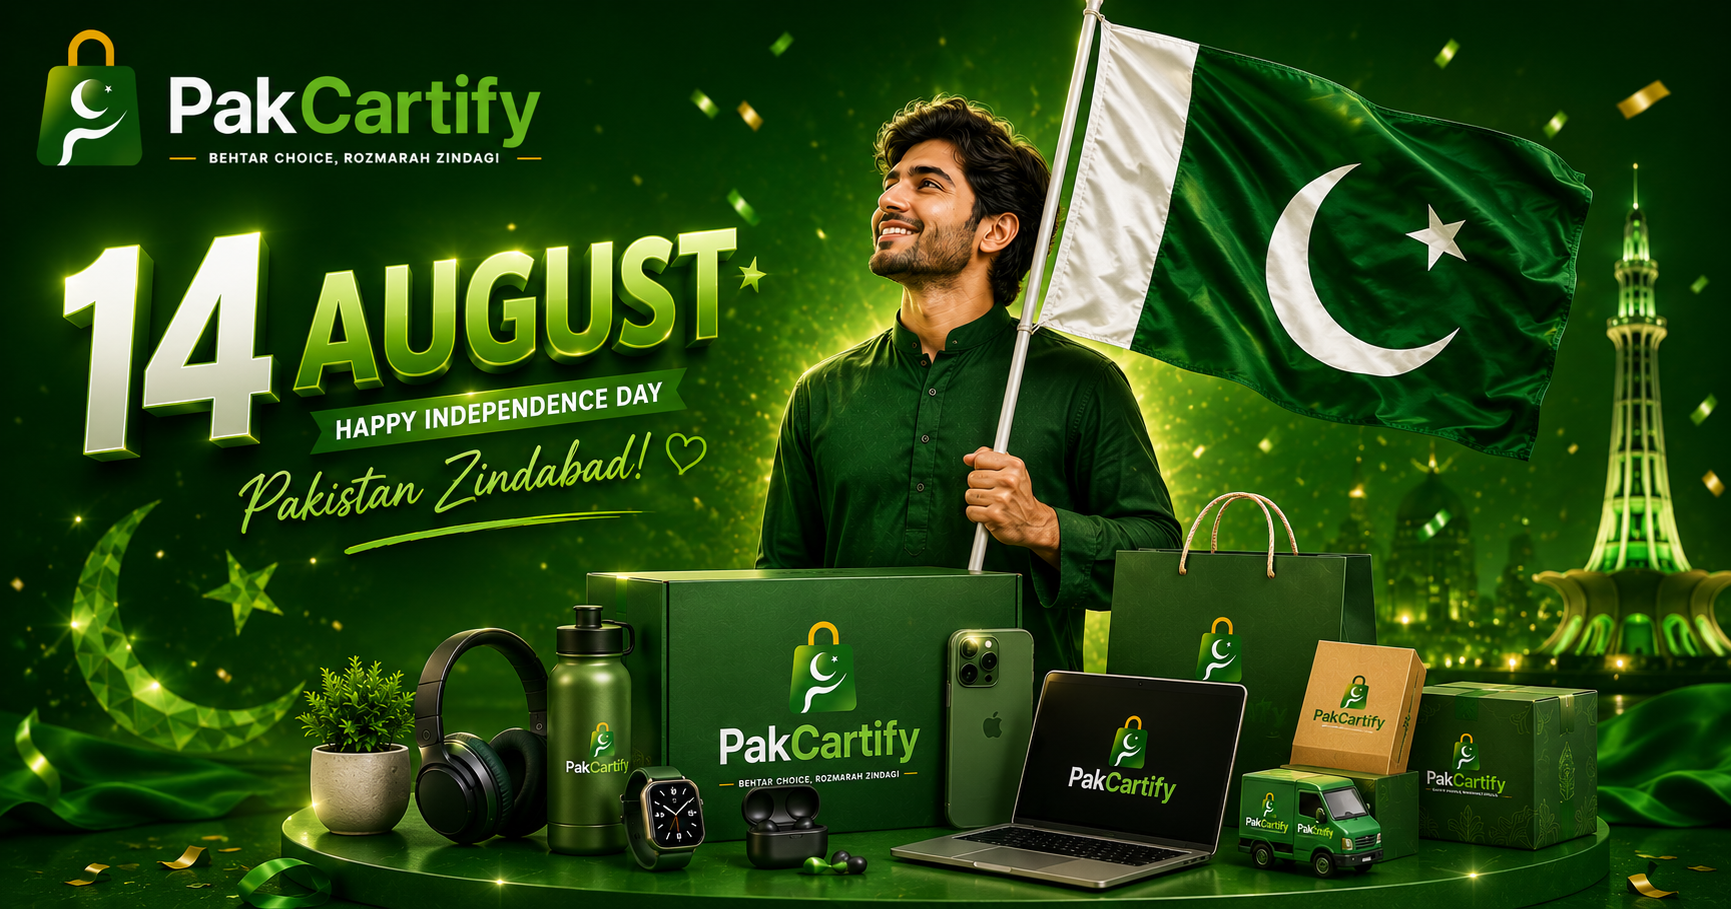 PakCartify
BEHTAR CHOICE, ROZMARAH ZINDAGI
14 AUGUST
HAPPY INDEPENDENCE DAY
Pakistan Zindabad!
PakCartify
PakCartify
BEHTAR CHOICE, ROZMARAH ZINDAGI
PakCartify
PakCartify
PakCartify
PakCartify
PakCartify